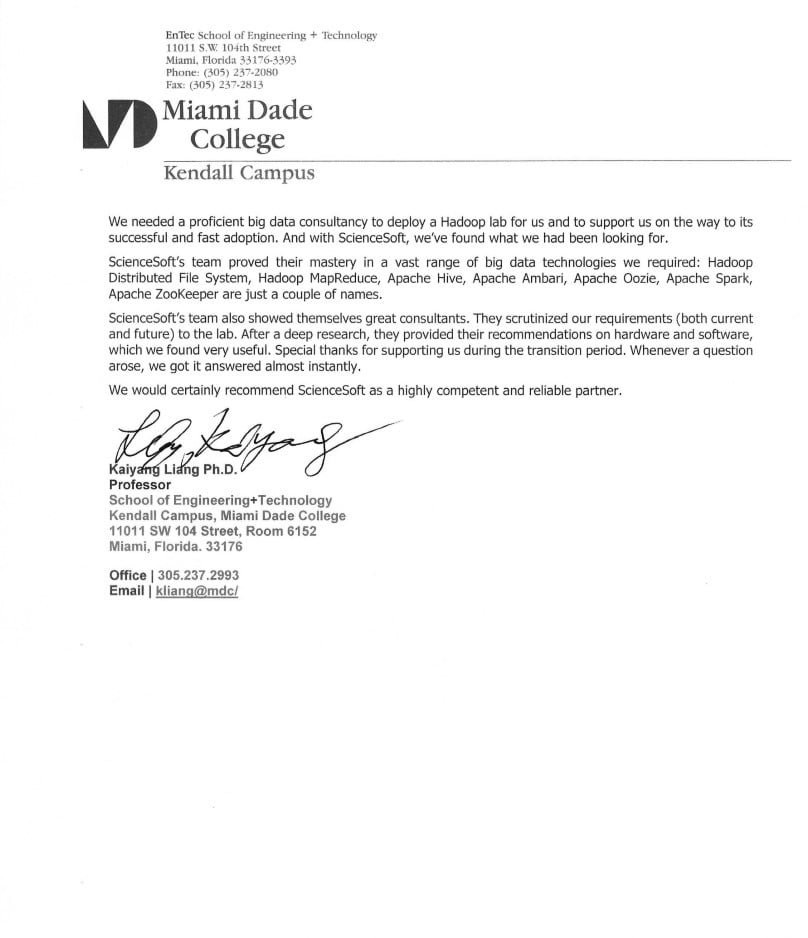 EnTec School of Engineering + Technology
11011 S.W. 104th Street
Miami, Florida 33176-3393
Phone: (305) 237-2080
Fax: (305) 237-2813
Miami Dade
College
Kendall Campus
We needed a proficient big data consultancy to deploy a Hadoop lab for us and to support us on the way to its
successful and fast adoption. And with ScienceSoft, we've found what we had been looking for.
ScienceSoft's team proved their mastery in a vast range of big data technologies we required: Hadoop
Distributed File System, Hadoop MapReduce, Apache Hive, Apache Ambari, Apache Oozie, Apache Spark,
Apache ZooKeeper are just a couple of names.
ScienceSoft's team also showed themselves great consultants. They scrutinized our requirements (both current
and future) to the lab. After a deep research, they provided their recommendations on hardware and software,
which we found very useful. Special thanks for supporting us during the transition period. Whenever a question
arose, we got it answered almost instantly.
We would certainly recommend ScienceSoft as a highly competent and reliable partner.
Kaiyang Liang Ph.D.
Professor
School of Engineering+Technology
Kendall Campus, Miami Dade College
11011 SW 104 Street, Room 6152
Miami, Florida. 33176
Office | 305.237.2993
Email | kliang@mdc/